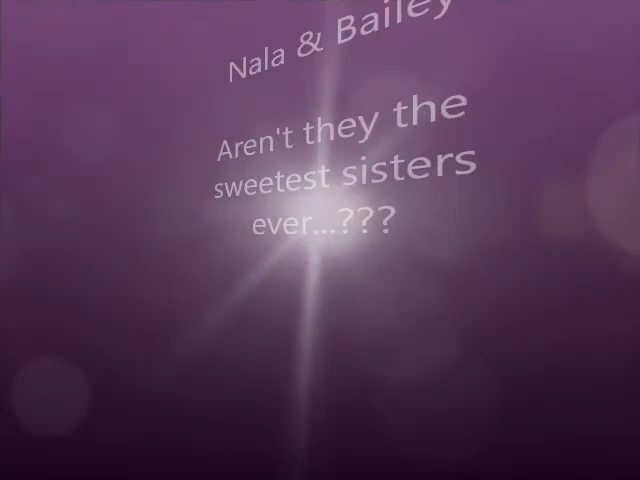 Nala & Bailey
Aren't they the
sweetest sisters
ever...???